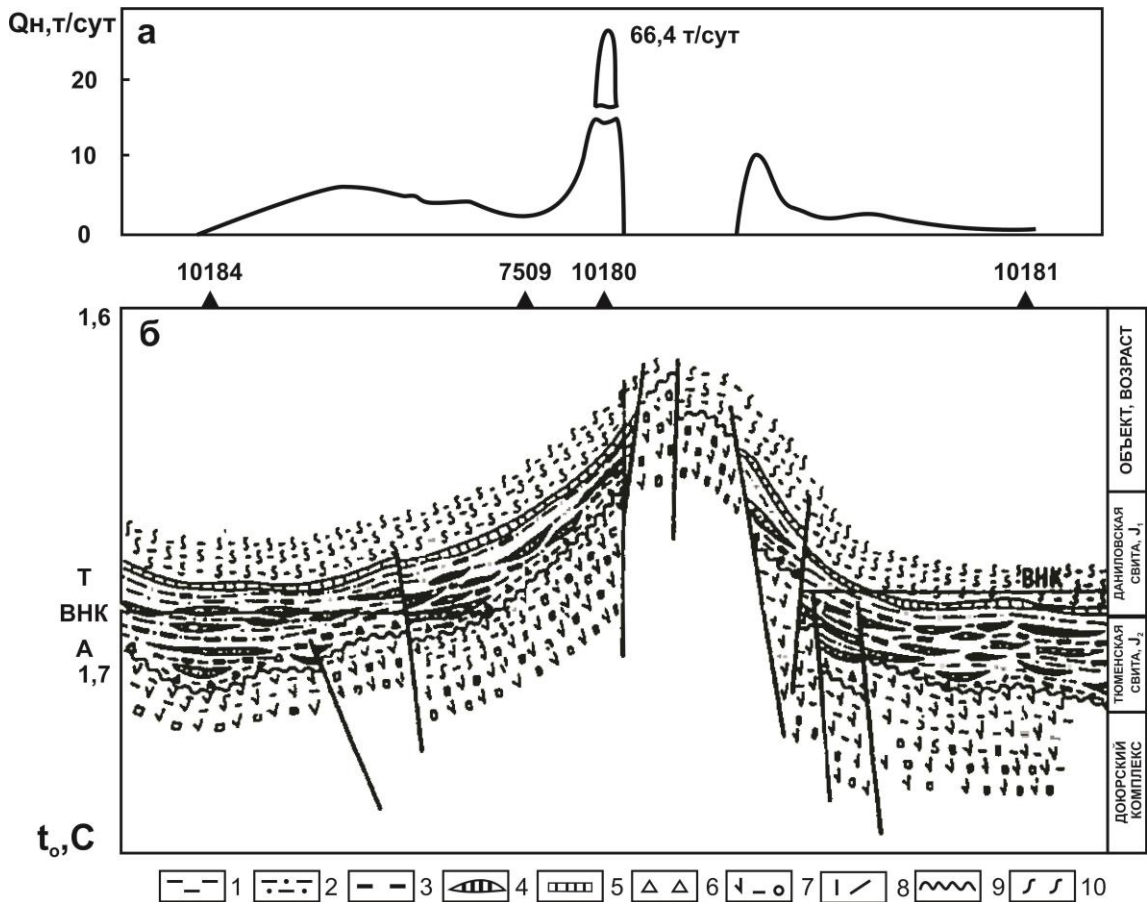 Qн,т/сут
а
66,4 т/сут
20
10
0
10184
7509
10180
10181
1,6
б
Т
ВНК
А
1,7
ВНК
tо,С
ОБЪЕКТ, ВОЗРАСТ
ДАНИЛОВСКАЯ
СВИТА, J₁
ТЮМЕНСКАЯ
СВИТА, J₂
ДОЮРСКИЙ
КОМПЛЕКС
1 2 3 4 5 6 7 8 9 10